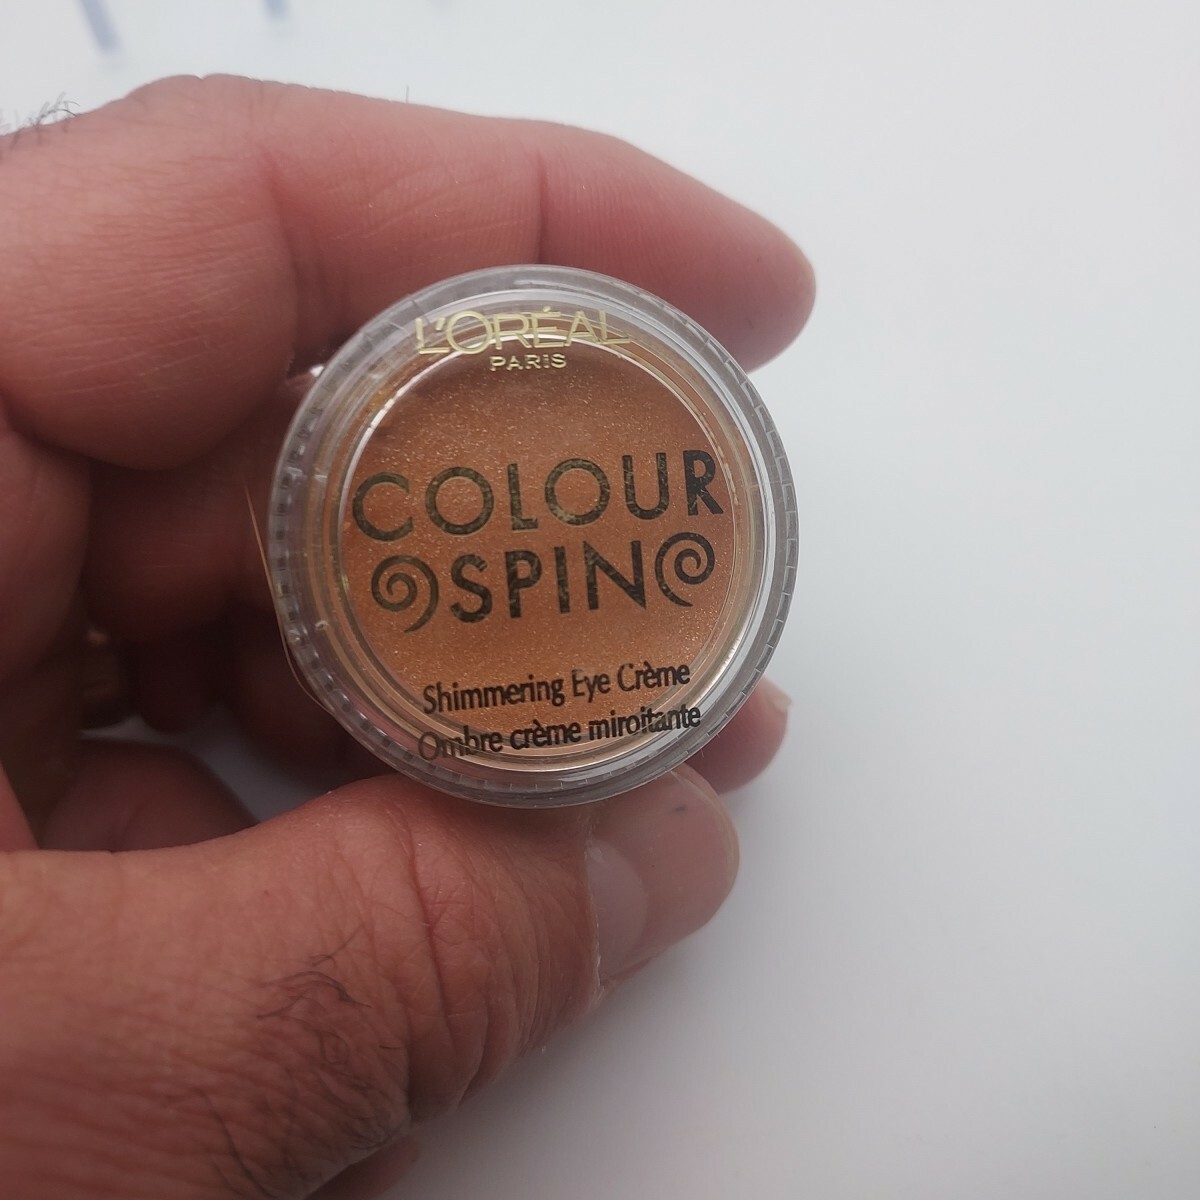 L'ORÉAL
PARIS
COLOUR
SPIN
Shimmering Eye Crème
Ombre crème miroitante